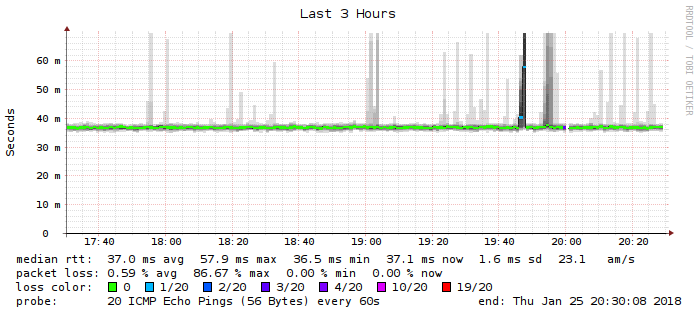 Last 3 Hours
RRDTOOL / TOBI OETIKER
Seconds
60 m
50 m
40 m
30 m
20 m
10 m
0
17:40 18:00 18:20 18:40 19:00 19:20 19:40 20:00 20:20
median rtt: 37.0 ms avg 57.9 ms max 36.5 ms min 37.1 ms now 1.6 ms sd 23.1 am/s
packet loss: 0.59 % avg 86.67 % max 0.00 % min 0.00 % now
loss color: 0 1/20 2/20 3/20 4/20 10/20 19/20
probe: 20 ICMP Echo Pings (56 Bytes) every 60s end: Thu Jan 25 20:30:08 2018